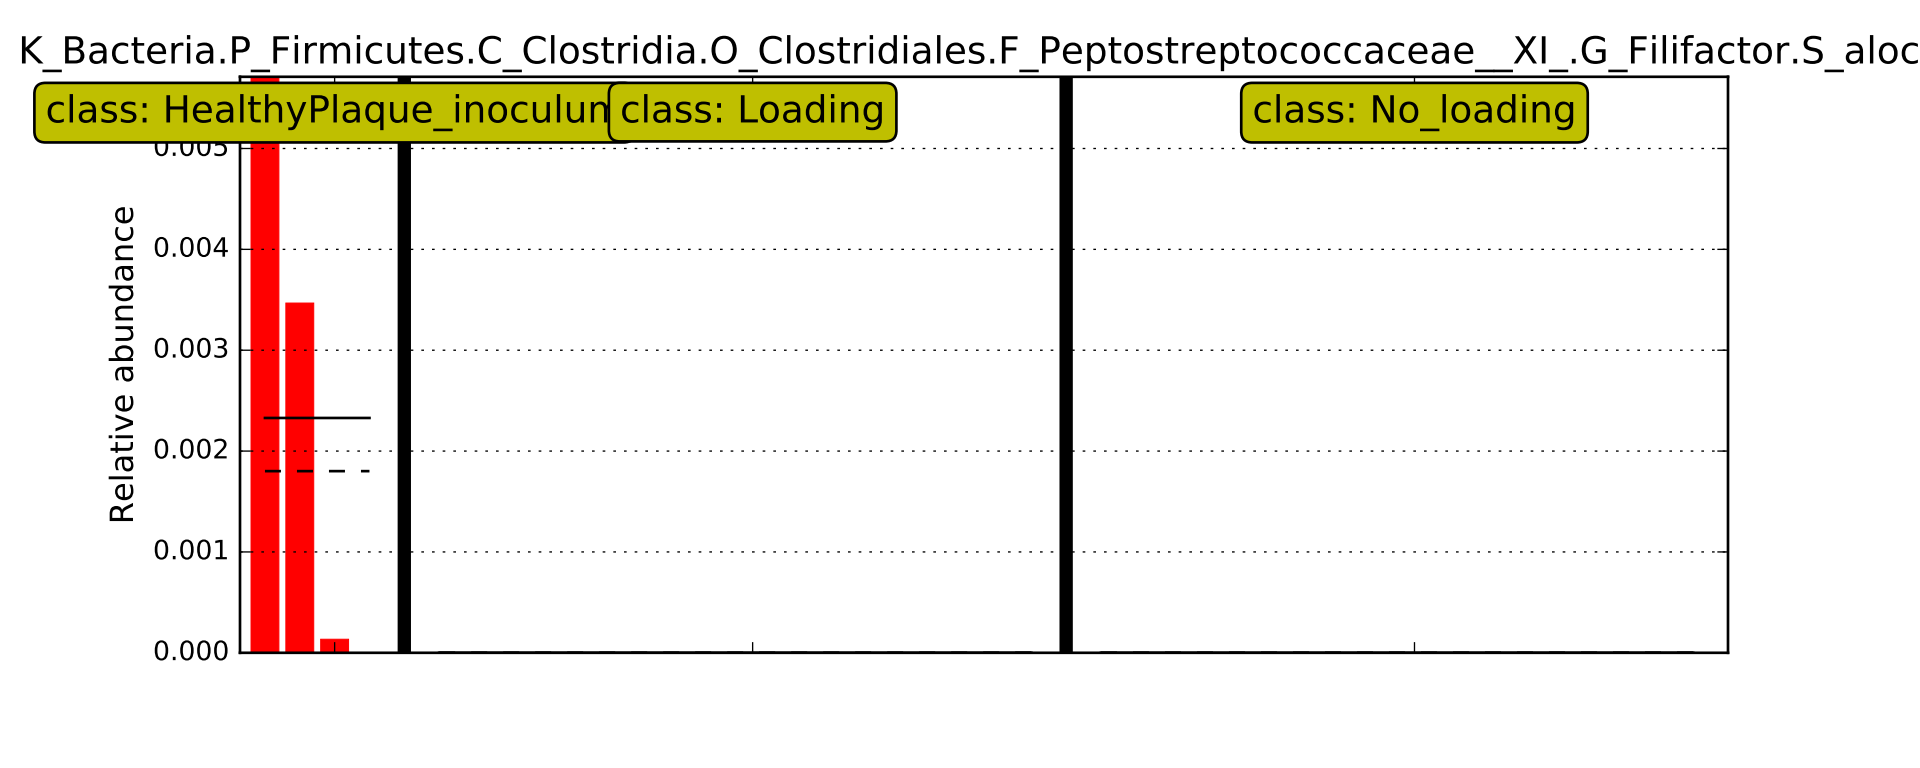 K_Bacteria.P_Firmicutes.C_Clostridia.O_Clostridiales.F_Peptostreptococcaceae__XI_.G_Filifactor.S_aloc
class: HealthyPlaque_inoculum
class: Loading
class: No_loading
0.005
0.004
0.003
0.002
0.001
0.000
Relative abundance